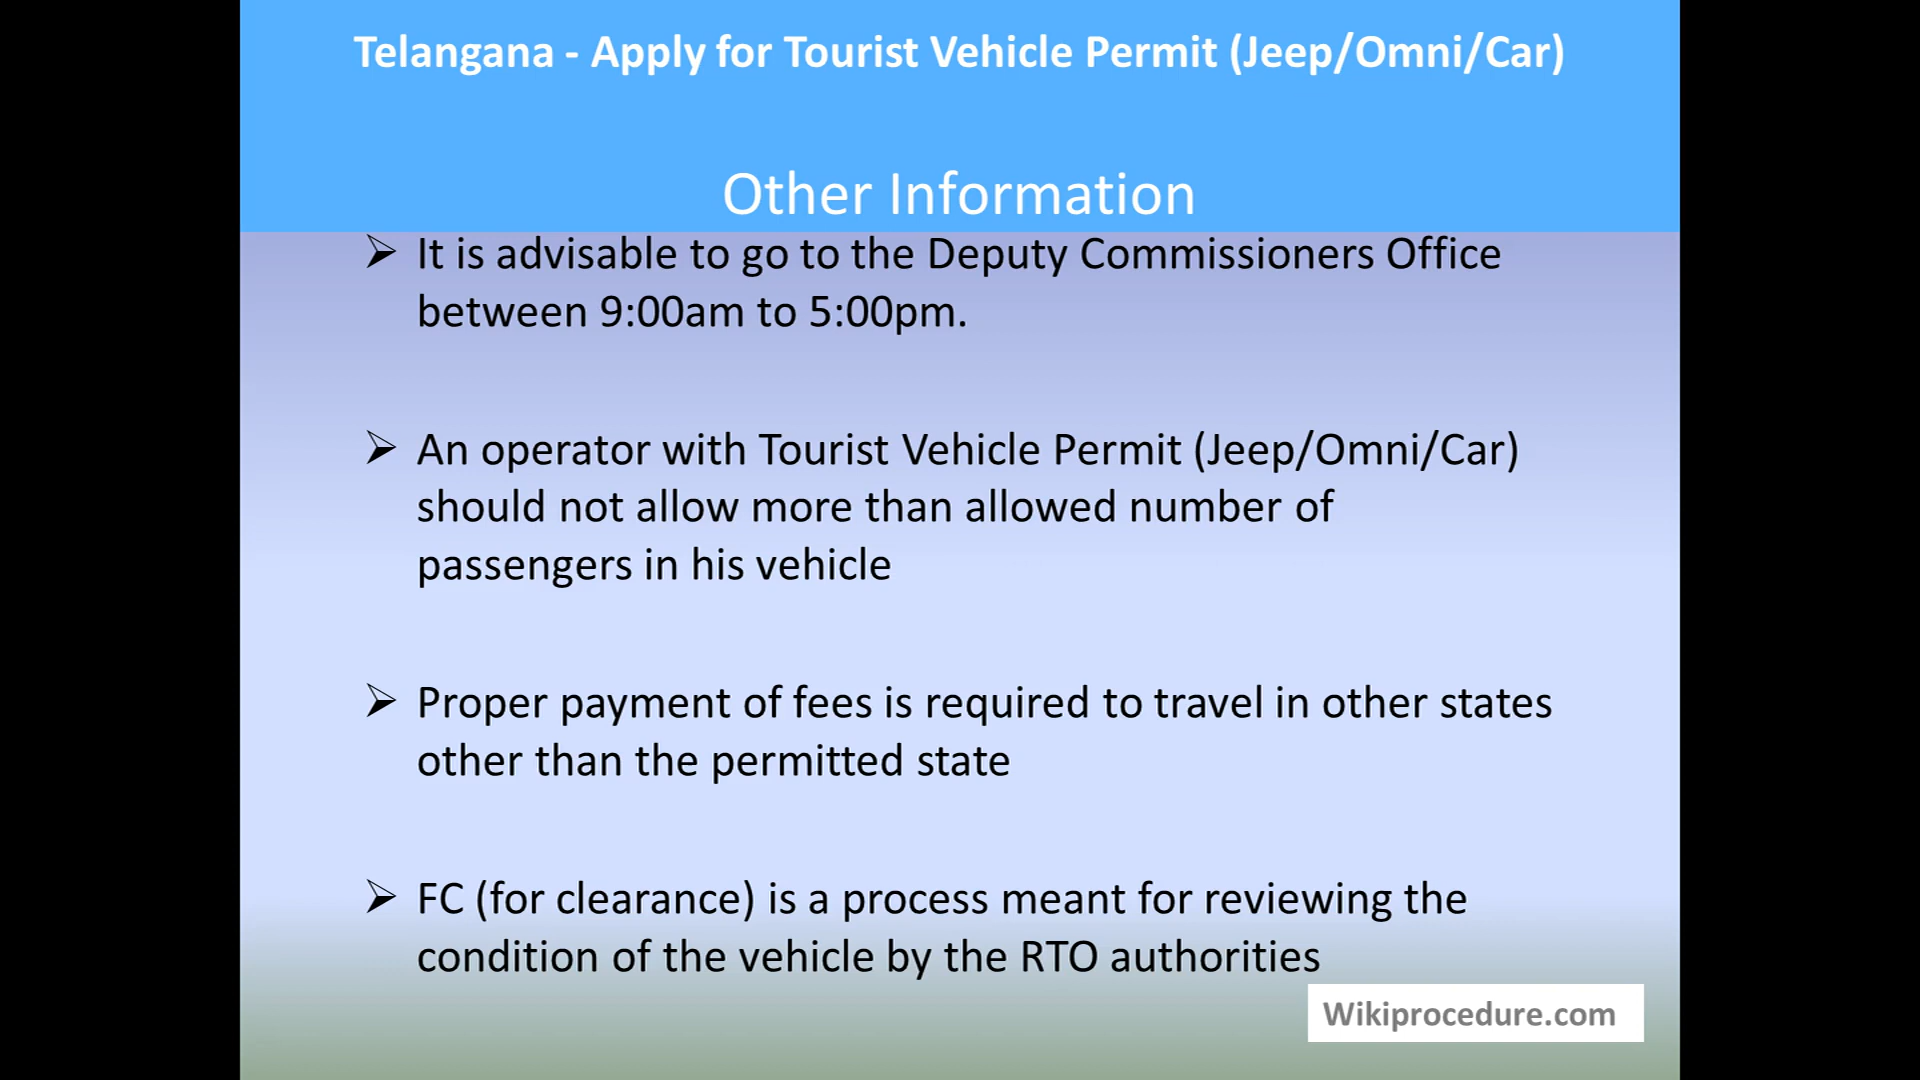 Telangana - Apply for Tourist Vehicle Permit (Jeep/Omni/Car)
Other Information
➢ It is advisable to go to the Deputy Commissioners Office
between 9:00am to 5:00pm.
➢ An operator with Tourist Vehicle Permit (Jeep/Omni/Car)
should not allow more than allowed number of
passengers in his vehicle
➢ Proper payment of fees is required to travel in other states
other than the permitted state
➢ FC (for clearance) is a process meant for reviewing the
condition of the vehicle by the RTO authorities
Wikiprocedure.com